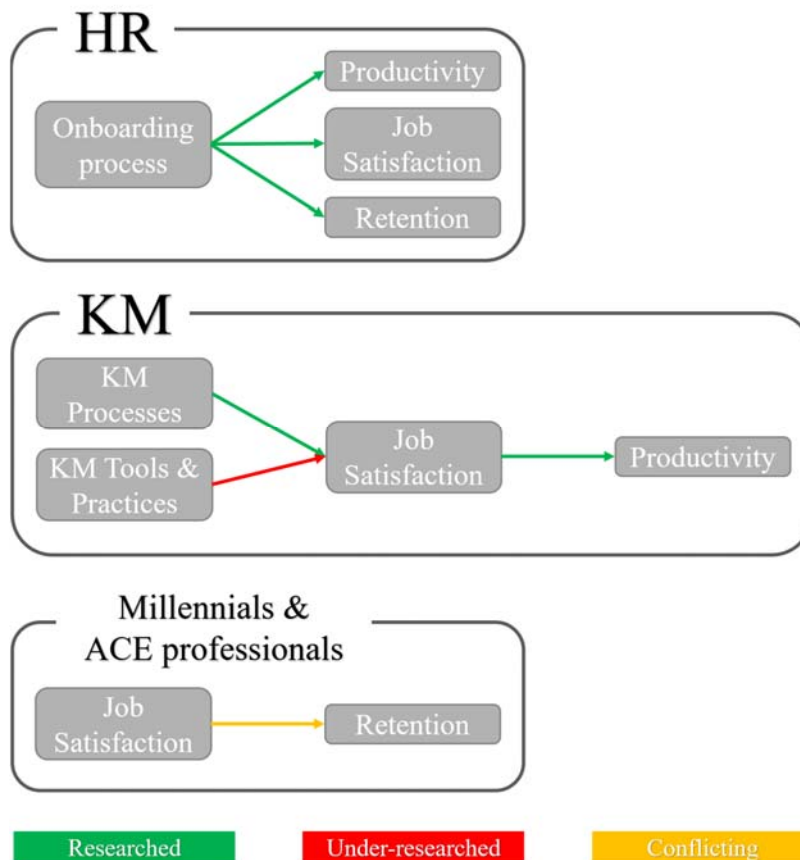 HR
Onboarding
process
Productivity
Job
Satisfaction
Retention
KM
KM
Processes
KM Tools &
Practices
Job
Satisfaction
Productivity
Millennials &
ACE professionals
Job
Satisfaction
Retention
Researched
Under-researched
Conflicting